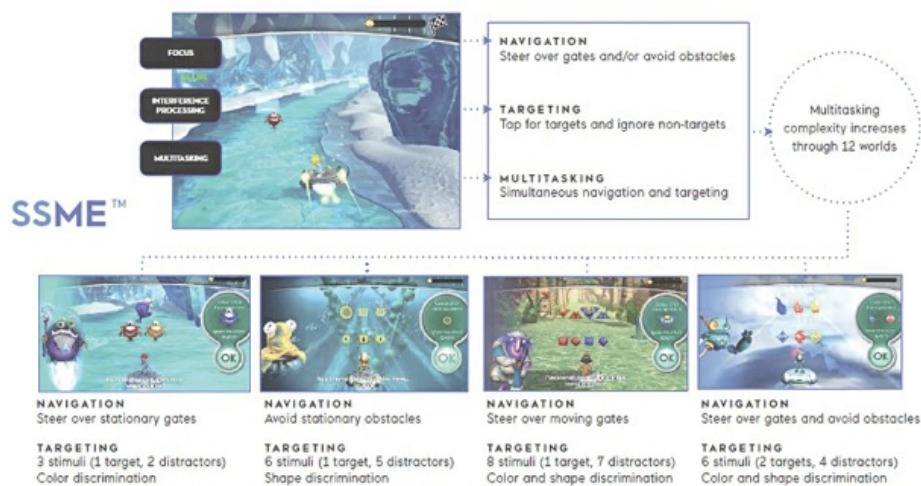 FOCUS
INTERFERENCE
PROCESSING
MULTITASKING
NAVIGATION
Steer over gates and/or avoid obstacles
TARGETING
Tap for targets and ignore non-targets
MULTITASKING
Simultaneous navigation and targeting
Multitasking
complexity increases
through 12 worlds
SSME™
OK
OK
OK
OK
NAVIGATION
Steer over stationary gates
TARGETING
3 stimuli (1 target, 2 distractors)
Color discrimination
NAVIGATION
Avoid stationary obstacles
TARGETING
6 stimuli (1 target, 5 distractors)
Shape discrimination
NAVIGATION
Steer over moving gates
TARGETING
8 stimuli (1 target, 7 distractors)
Color and shape discrimination
NAVIGATION
Steer over gates and avoid obstacles
TARGETING
6 stimuli (2 targets, 4 distractors)
Color and shape discrimination